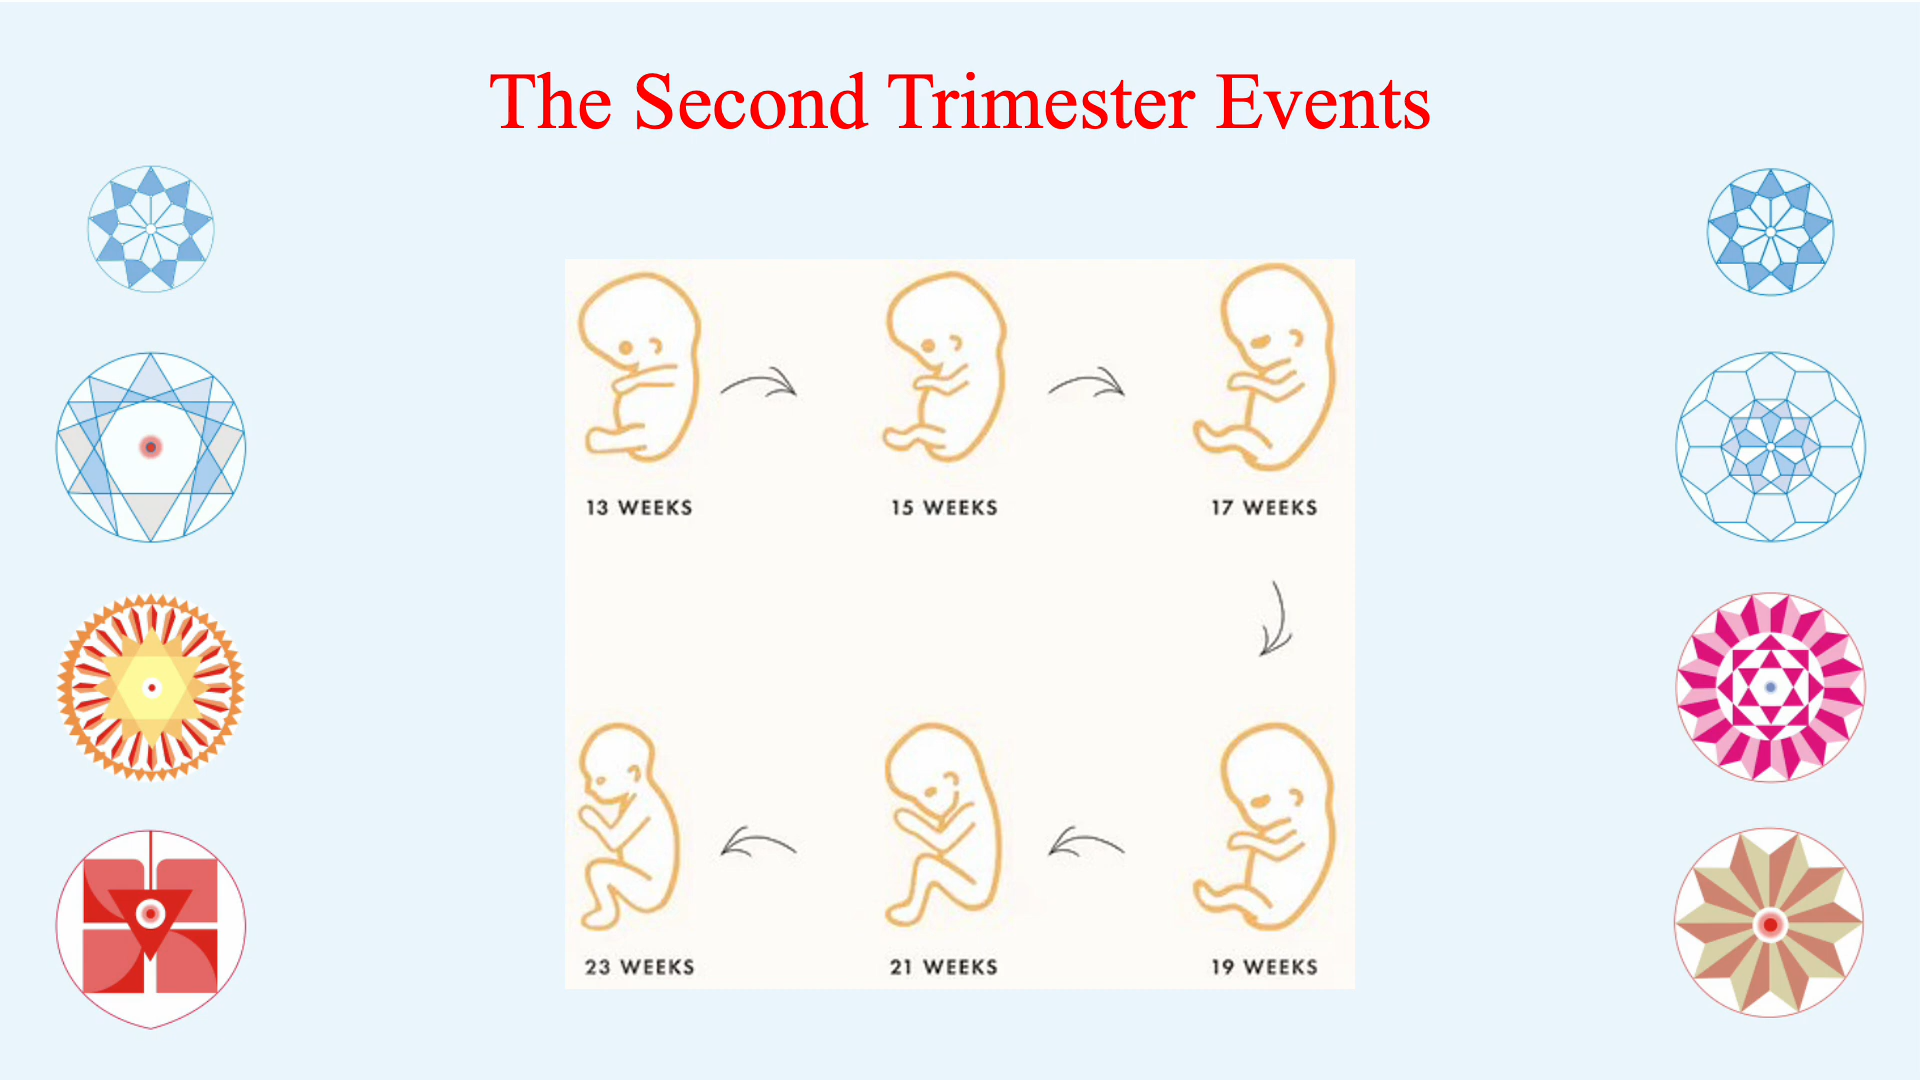 The Second Trimester Events
13 WEEKS
15 WEEKS
17 WEEKS
23 WEEKS
21 WEEKS
19 WEEKS